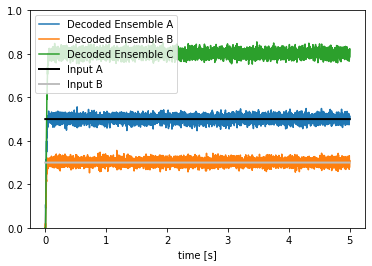 1.0
0.8
0.6
0.4
0.2
0.0
Decoded Ensemble A
Decoded Ensemble B
Decoded Ensemble C
Input A
Input B
0 1 2 3 4 5
time [s]